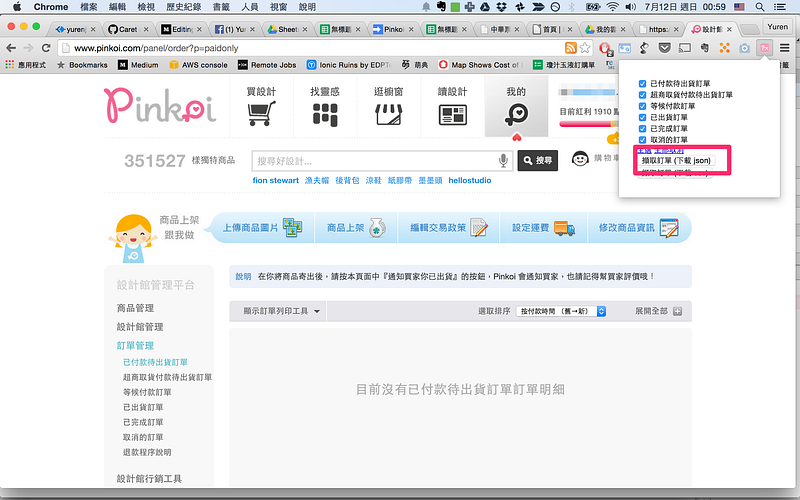 Chrome 檔案 編輯 檢視 歷史紀錄 書籤 人員 視窗 說明
7月12日 週日 00:59
yuren
Caret
Editing
(1) Yu
Sheet
無標題
Pinkoi
無標題
中華
首頁 |
我的雲
https:/
設計館
Yuren
www.pinkoi.com/panel/order?p=paidonly
應用程式 Bookmarks Medium AWS console Remote Jobs Ionic Ruins by EDPT 萌典 Map Shows Cost of 瓊汁玉液訂購單
Pinkoi
買設計
找靈感
逛櫥窗
讀設計
我的
目前紅利 1910 點
已付款待出貨訂單
超商取貨付款待出貨訂單
等候付款訂單
已出貨訂單
已完成訂單
取消的訂單
全選 全部取消
擷取訂單 (下載 json)
351527 樣獨特商品
搜尋好設計...
搜尋
購物車
fion stewart 漁夫帽 後背包 涼鞋 紙膠帶 墨墨頭 hellostudio
商品上架
跟我做
上傳商品圖片
商品上架
編輯交易政策
設定運費
修改商品資訊
設計館管理平台
商品管理
設計館管理
訂單管理
已付款待出貨訂單
超商取貨付款待出貨訂單
等候付款訂單
已出貨訂單
已完成訂單
取消的訂單
退款程序說明
設計館行銷工具
說明 在你將商品寄出後，請按本頁面中『通知買家你已出貨』的按鈕，Pinkoi 會通知買家，也請記得幫買家評價哦！
顯示訂單列印工具
選取排序 按付款時間 （舊→新）
展開全部
目前沒有已付款待出貨訂單訂單明細